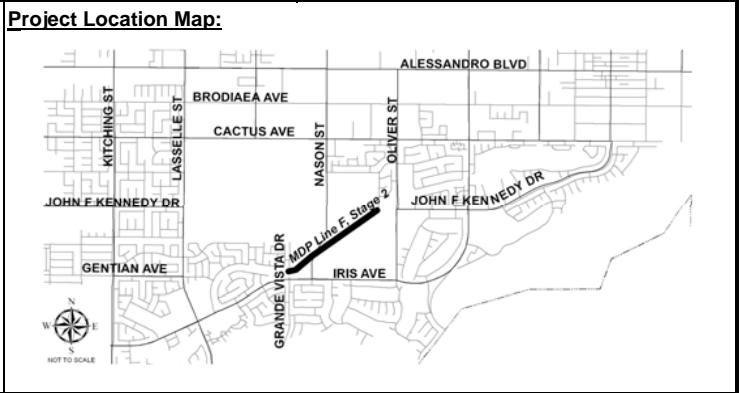 Project Location Map:
ALESSANDRO BLVD
BRODIAEA AVE
KITCHING ST
LASSELLE ST
CACTUS AVE
NASON ST
OLIVER ST
JOHN F KENNEDY DR
JOHN F KENNEDY DR
MDP Line F, Stage 2
GENTIAN AVE
GRANDE VISTA DR
IRIS AVE
N
W E
S
NOT TO SCALE